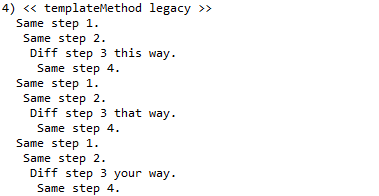 4) << templateMethod legacy >>
Same step 1.
Same step 2.
Diff step 3 this way.
Same step 4.
Same step 1.
Same step 2.
Diff step 3 that way.
Same step 4.
Same step 1.
Same step 2.
Diff step 3 your way.
Same step 4.